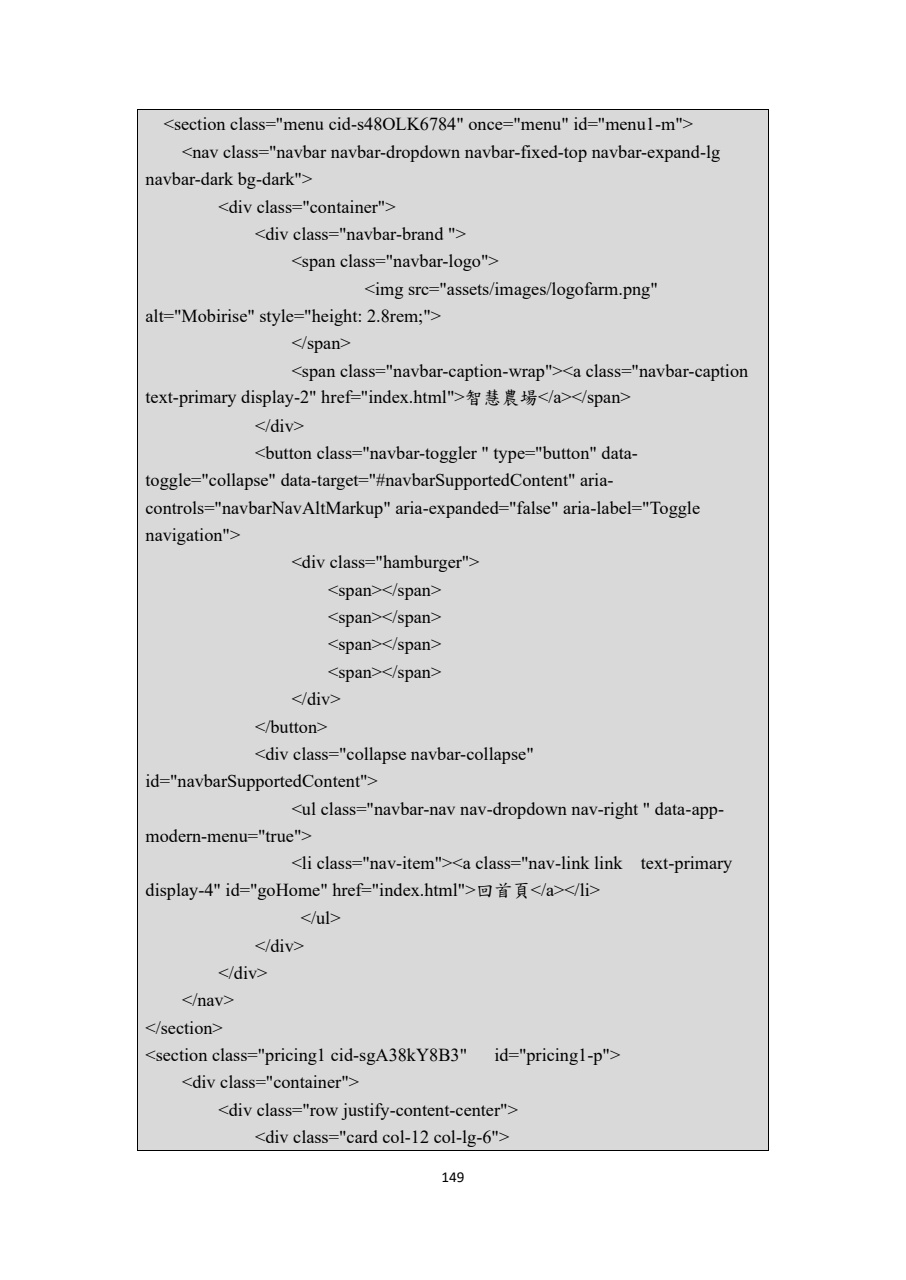 <section class="menu cid-s48OLK6784" once="menu" id="menu1-m">
<nav class="navbar navbar-dropdown navbar-fixed-top navbar-expand-lg
navbar-dark bg-dark">
<div class="container">
<div class="navbar-brand ">
<span class="navbar-logo">
<img src="assets/images/logofarm.png"
alt="Mobirise" style="height: 2.8rem;">
</span>
<span class="navbar-caption-wrap"><a class="navbar-caption
text-primary display-2" href="index.html">智慧農場</a></span>
</div>
<button class="navbar-toggler " type="button" data-
toggle="collapse" data-target="#navbarSupportedContent" aria-
controls="navbarNavAltMarkup" aria-expanded="false" aria-label="Toggle
navigation">
<div class="hamburger">
<span></span>
<span></span>
<span></span>
<span></span>
</div>
</button>
<div class="collapse navbar-collapse"
id="navbarSupportedContent">
<ul class="navbar-nav nav-dropdown nav-right " data-app-
modern-menu="true">
<li class="nav-item"><a class="nav-link link text-primary
display-4" id="goHome" href="index.html">回首頁</a></li>
</ul>
</div>
</div>
</nav>
</section>
<section class="pricing1 cid-sgA38kY8B3" id="pricing1-p">
<div class="container">
<div class="row justify-content-center">
<div class="card col-12 col-lg-6">
149